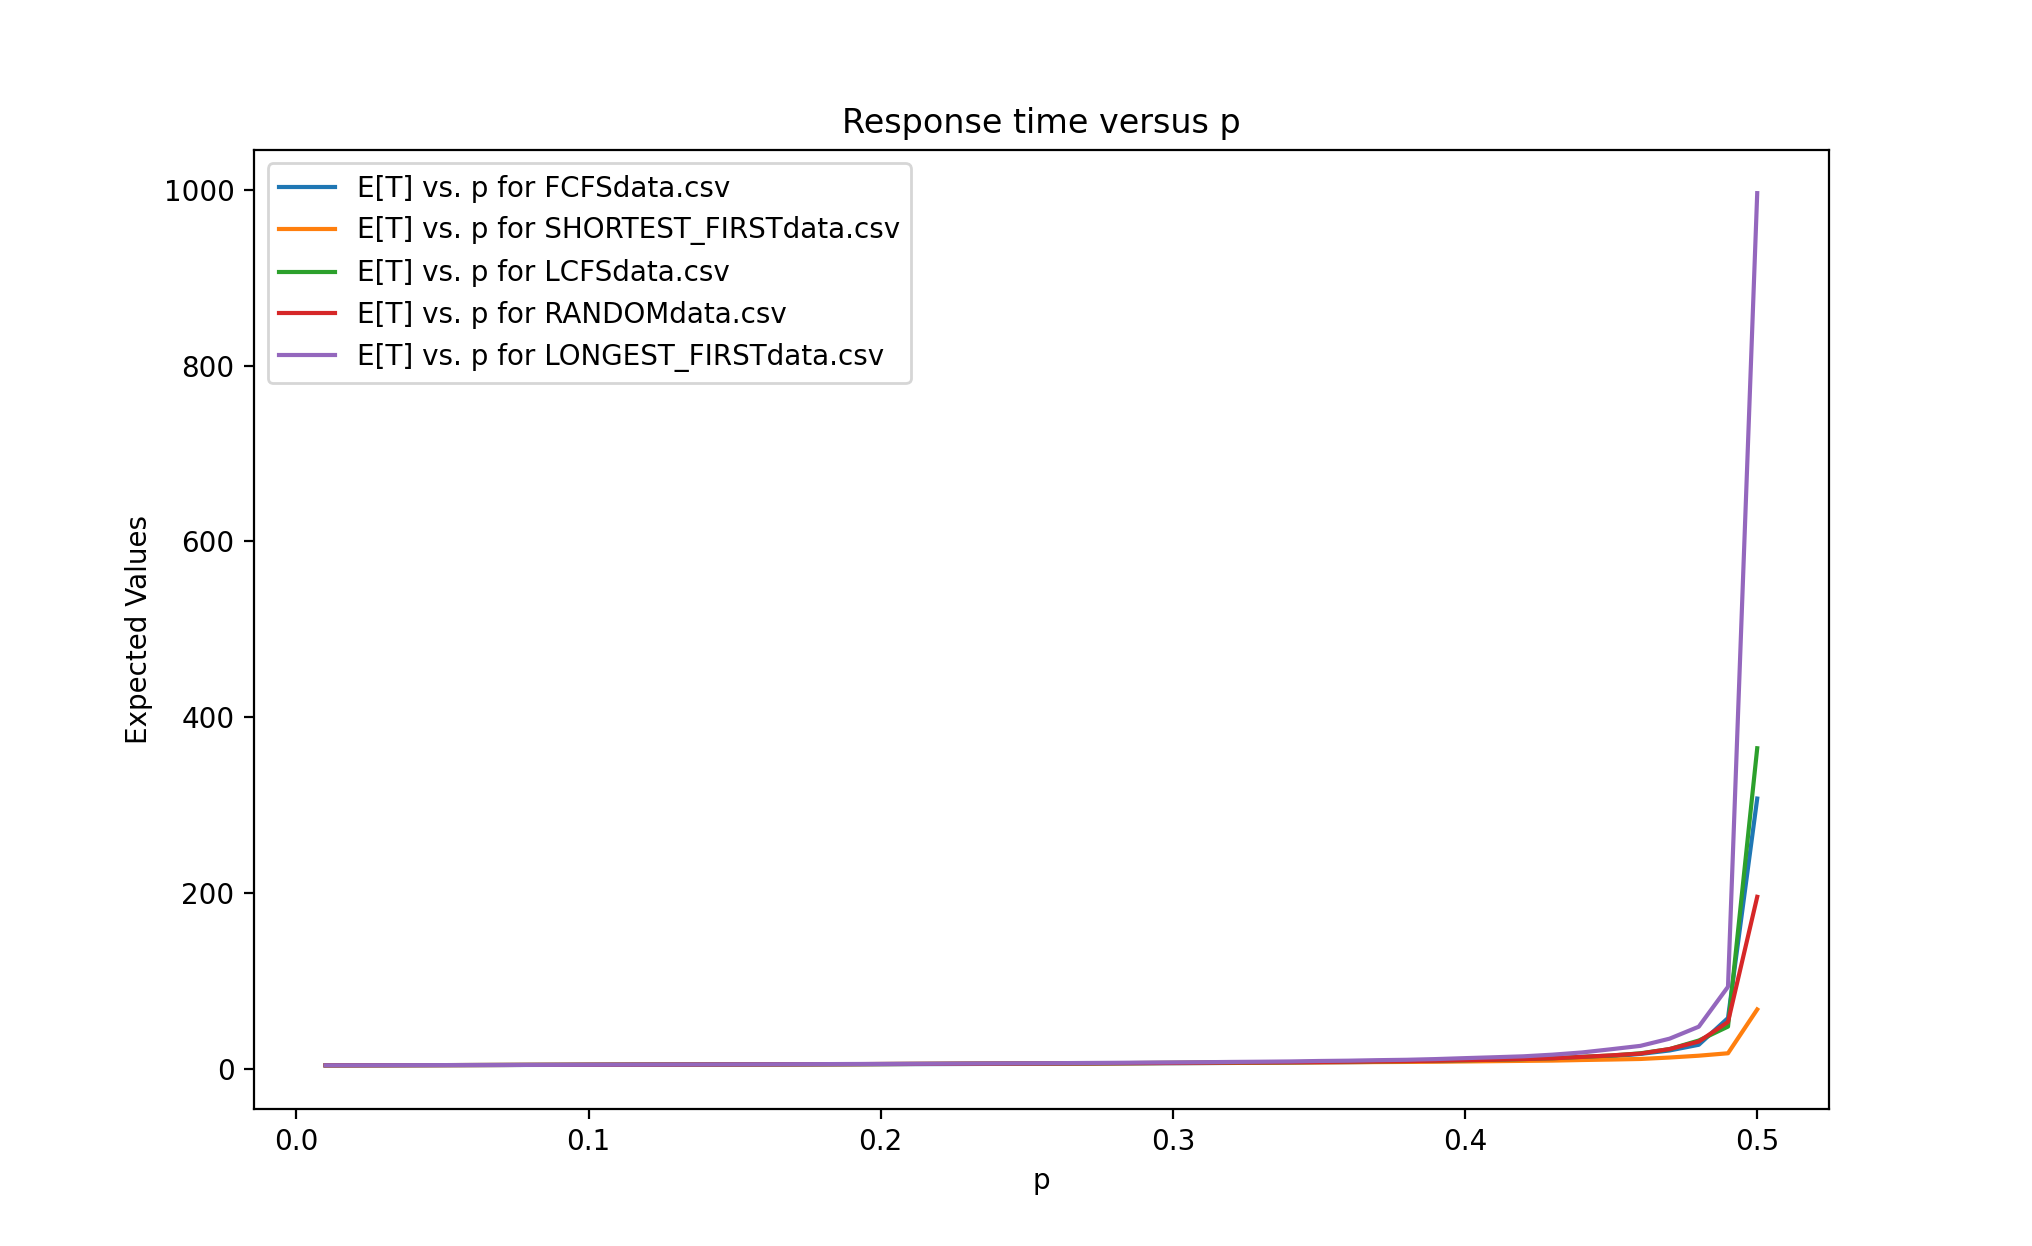 Response time versus p
E[T] vs. p for FCFSdata.csv
E[T] vs. p for SHORTEST_FIRSTdata.csv
E[T] vs. p for LCFSdata.csv
E[T] vs. p for RANDOMdata.csv
E[T] vs. p for LONGEST_FIRSTdata.csv
Expected Values
1000
800
600
400
200
0
0.0 0.1 0.2 0.3 0.4 0.5
p